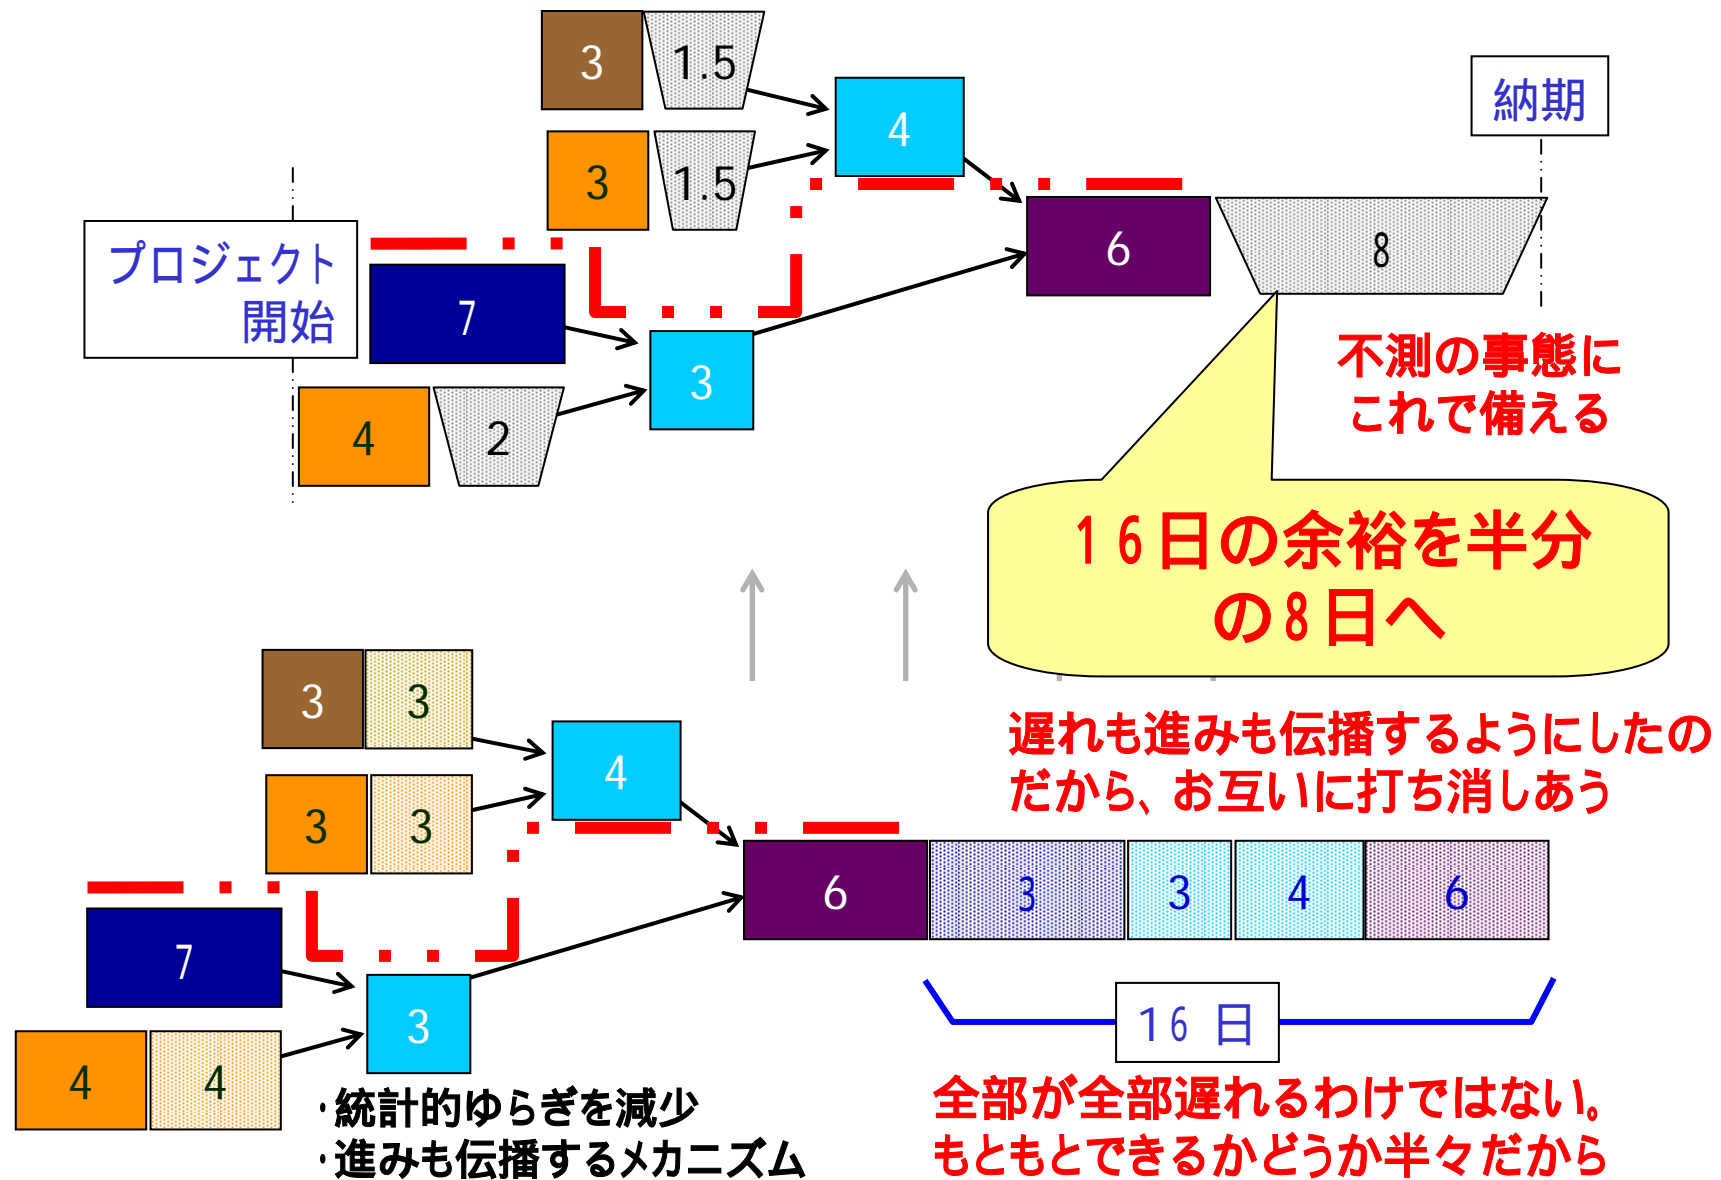 3
1.5
4
納期
3
1.5
プロジェクト
開始
7
6
8
3
4
2
不測の事態に
これで備える
16日の余裕を半分
の8日へ
3
3
4
遅れも進みも伝播するようにしたの
だから、お互いに打ち消しあう
3
3
7
6
3
3
4
6
3
16 日
4
4
・統計的ゆらぎを減少
・進みも伝播するメカニズム
全部が全部遅れるわけではない。
もともとできるかどうか半々だから